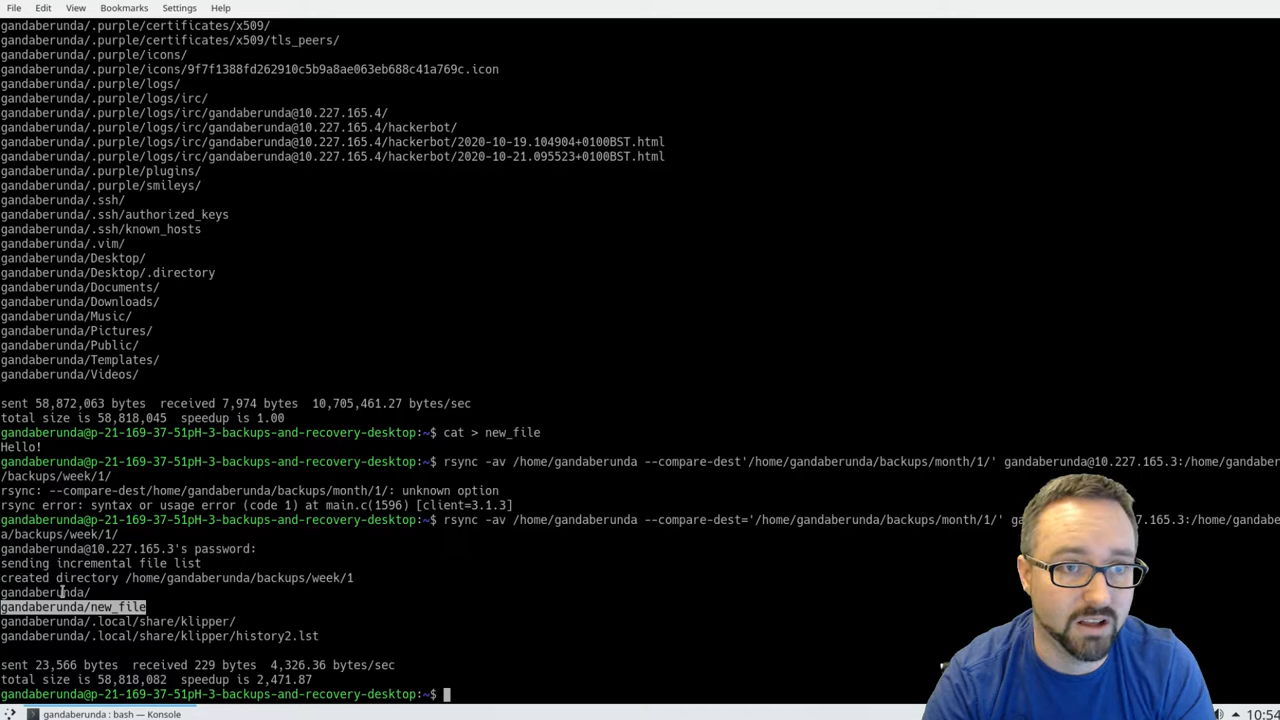 File Edit View Bookmarks Settings Help
gandaberunda/.purple/certificates/x509/
gandaberunda/.purple/certificates/x509/tls_peers/
gandaberunda/.purple/icons/
gandaberunda/.purple/icons/9f7f1388fd262910c5b9a8ae063eb688c41a769c.icon
gandaberunda/.purple/logs/
gandaberunda/.purple/logs/irc/
gandaberunda/.purple/logs/irc/gandaberunda@10.227.165.4/
gandaberunda/.purple/logs/irc/gandaberunda@10.227.165.4/hackerbot/
gandaberunda/.purple/logs/irc/gandaberunda@10.227.165.4/hackerbot/2020-10-19.104904+0100BST.html
gandaberunda/.purple/logs/irc/gandaberunda@10.227.165.4/hackerbot/2020-10-21.095523+0100BST.html
gandaberunda/.purple/plugins/
gandaberunda/.purple/smileys/
gandaberunda/.ssh/
gandaberunda/.ssh/authorized_keys
gandaberunda/.ssh/known_hosts
gandaberunda/.vim/
gandaberunda/Desktop/
gandaberunda/Desktop/.directory
gandaberunda/Documents/
gandaberunda/Downloads/
gandaberunda/Music/
gandaberunda/Pictures/
gandaberunda/Public/
gandaberunda/Templates/
gandaberunda/Videos/
sent 58,872,063 bytes received 7,974 bytes 10,705,461.27 bytes/sec
total size is 58,818,045 speedup is 1.00
gandaberunda@p-21-169-37-51pH-3-backups-and-recovery-desktop:~$ cat > new_file
Hello!
gandaberunda@p-21-169-37-51pH-3-backups-and-recovery-desktop:~$ rsync -av /home/gandaberunda --compare-dest'/home/gandaberunda/backups/month/1/' gandaberunda@10.227.165.3:/home/gandaber
/backups/week/1/
rsync: --compare-dest/home/gandaberunda/backups/month/1/: unknown option
rsync error: syntax or usage error (code 1) at main.c(1596) [client=3.1.3]
gandaberunda@p-21-169-37-51pH-3-backups-and-recovery-desktop:~$ rsync -av /home/gandaberunda --compare-dest='/home/gandaberunda/backups/month/1/' ga 27.165.3:/home/gandabe
a/backups/week/1/
gandaberunda@10.227.165.3's password:
sending incremental file list
created directory /home/gandaberunda/backups/week/1
gandaberunda/
gandaberunda/new_file
gandaberunda/.local/share/klipper/
gandaberunda/.local/share/klipper/history2.lst
sent 23,566 bytes received 229 bytes 4,326.36 bytes/sec
total size is 58,818,082 speedup is 2,471.87
gandaberunda@p-21-169-37-51pH-3-backups-and-recovery-desktop:~$
gandaberunda : bash — Konsole
10:54